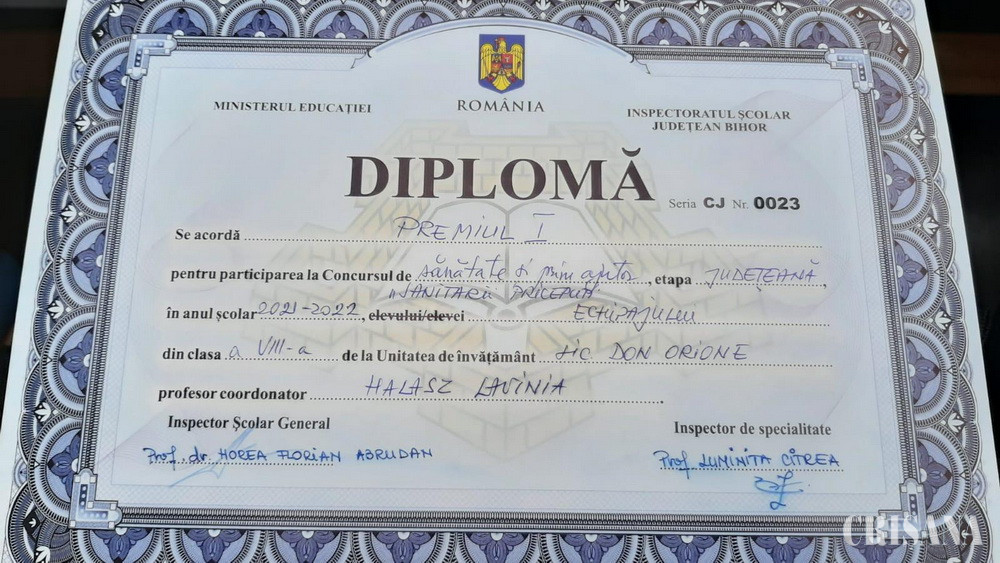 MINISTERUL EDUCAȚIEI
ROMÂNIA
INSPECTORATUL ȘCOLAR
JUDEȚEAN BIHOR
DIPLOMĂ
Seria CJ Nr. 0023
Se acordă PREMIUL I
pentru participarea la Concursul de sănătate și prim ajutor, etapa JUDEȚEANĂ,
"SANITARII PRICEPUȚI"
în anul școlar 2021-2022, elevului/elevei ECHIPAJULUI
din clasa a VIII-a de la Unitatea de învățământ Lic DON ORIONE
profesor coordonator HALASZ LAVINIA.
Inspector Școlar General
Inspector de specialitate
Prof. dr. HOREA FLORIAN ABRUDAN
Prof. LUMINITA CITREA
CRISANA